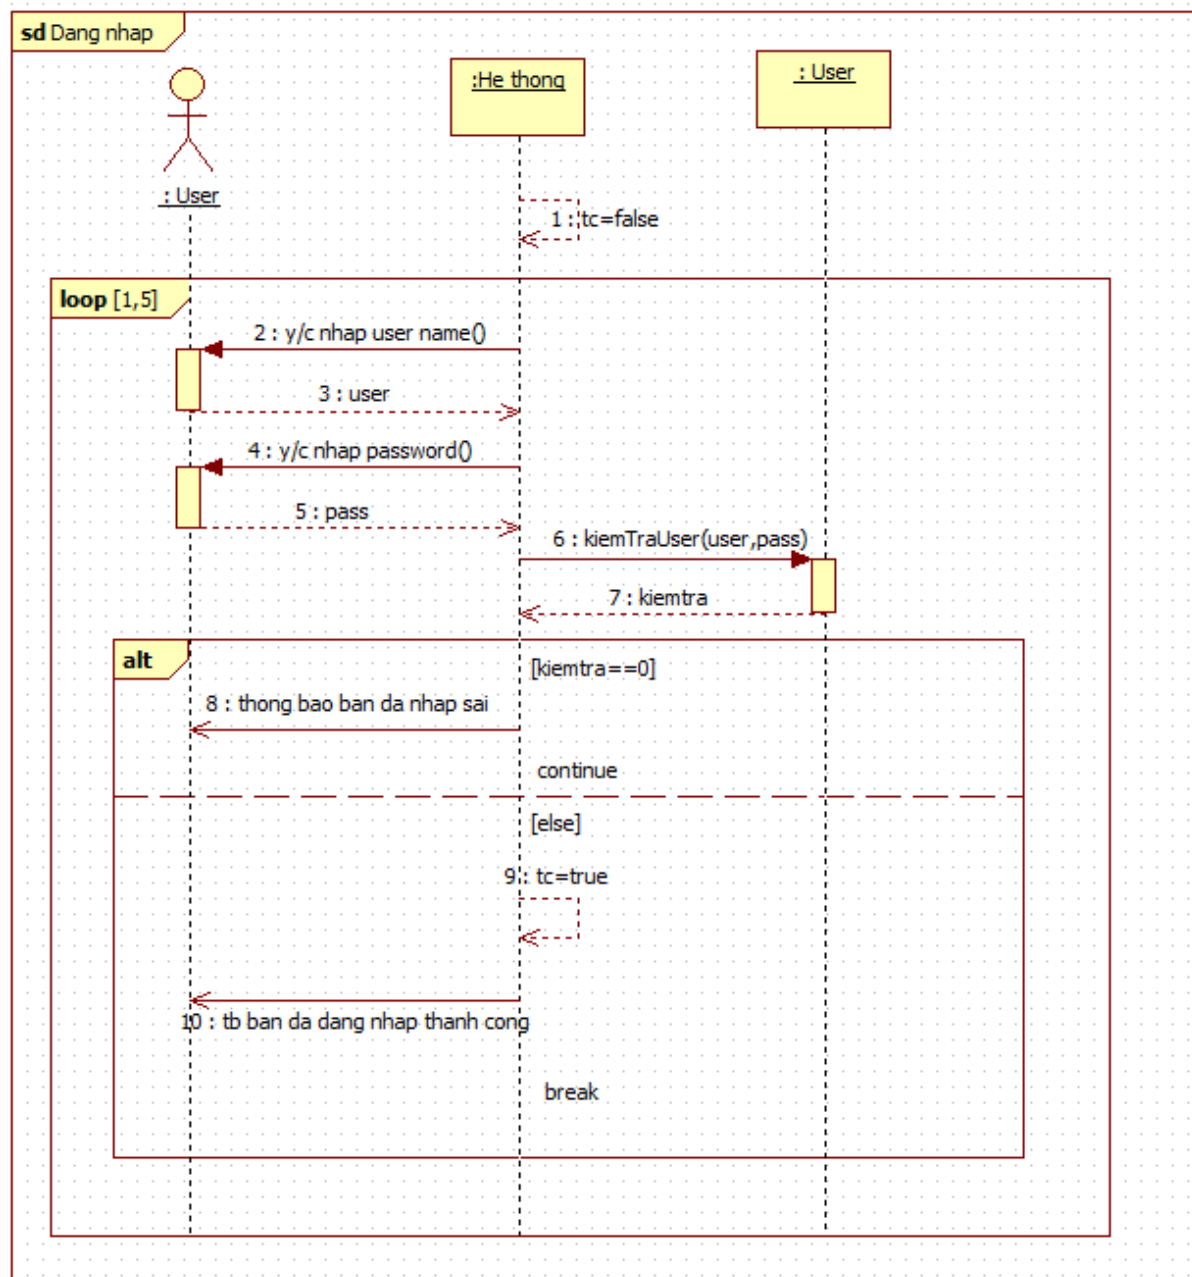 sd Dang nhap
: User
:He thong
: User
1 : tc=false
loop [1,5]
2 : y/c nhap user name()
3 : user
4 : y/c nhap password()
5 : pass
6 : kiemTraUser(user,pass)
7 : kiemtra
alt
[kiemtra==0]
8 : thong bao ban da nhap sai
continue
[else]
9 : tc=true
10 : tb ban da dang nhap thanh cong
break